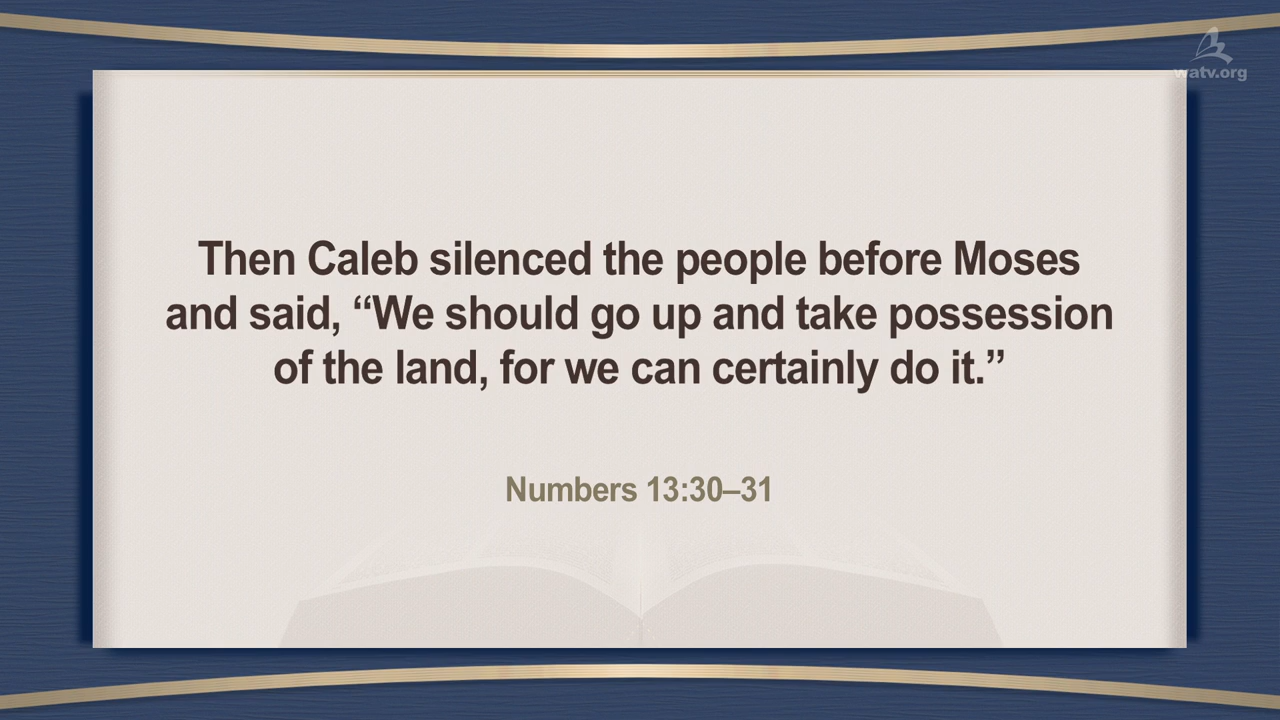 watv.org
Then Caleb silenced the people before Moses
and said, “We should go up and take possession
of the land, for we can certainly do it.”
Numbers 13:30–31